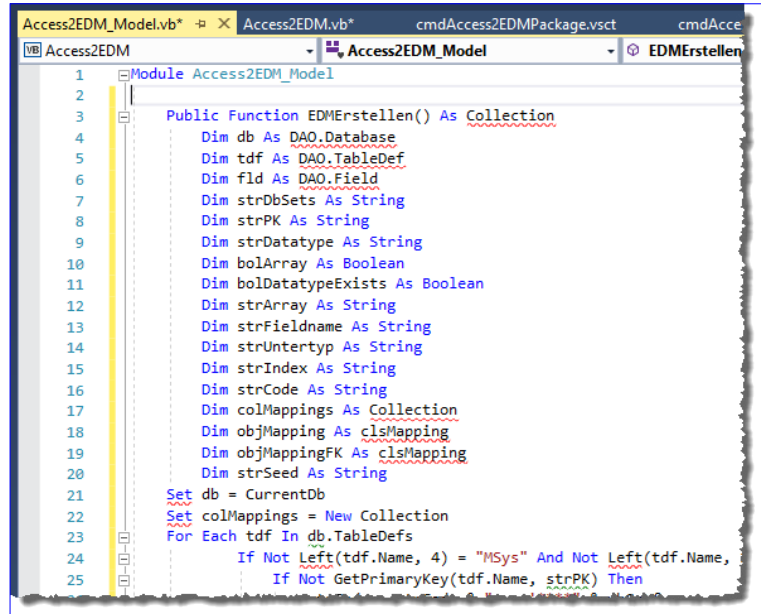 Access2EDM_Model.vb* Access2EDM.vb* cmdAccess2EDMPackage.vsct cmdAcce
VB Access2EDM Access2EDM_Model EDMErstellen
1 Module Access2EDM_Model
2
3 Public Function EDMErstellen() As Collection
4 Dim db As DAO.Database
5 Dim tdf As DAO.TableDef
6 Dim fld As DAO.Field
7 Dim strDbSets As String
8 Dim strPK As String
9 Dim strDatatype As String
10 Dim bolArray As Boolean
11 Dim bolDatatypeExists As Boolean
12 Dim strArray As String
13 Dim strFieldname As String
14 Dim strUntertyp As String
15 Dim strIndex As String
16 Dim strCode As String
17 Dim colMappings As Collection
18 Dim objMapping As clsMapping
19 Dim objMappingFK As clsMapping
20 Dim strSeed As String
21 Set db = CurrentDb
22 Set colMappings = New Collection
23 For Each tdf In db.TableDefs
24 If Not Left(tdf.Name, 4) = "MSys" And Not Left(tdf.Name,
25 If Not GetPrimaryKey(tdf.Name, strPK) Then